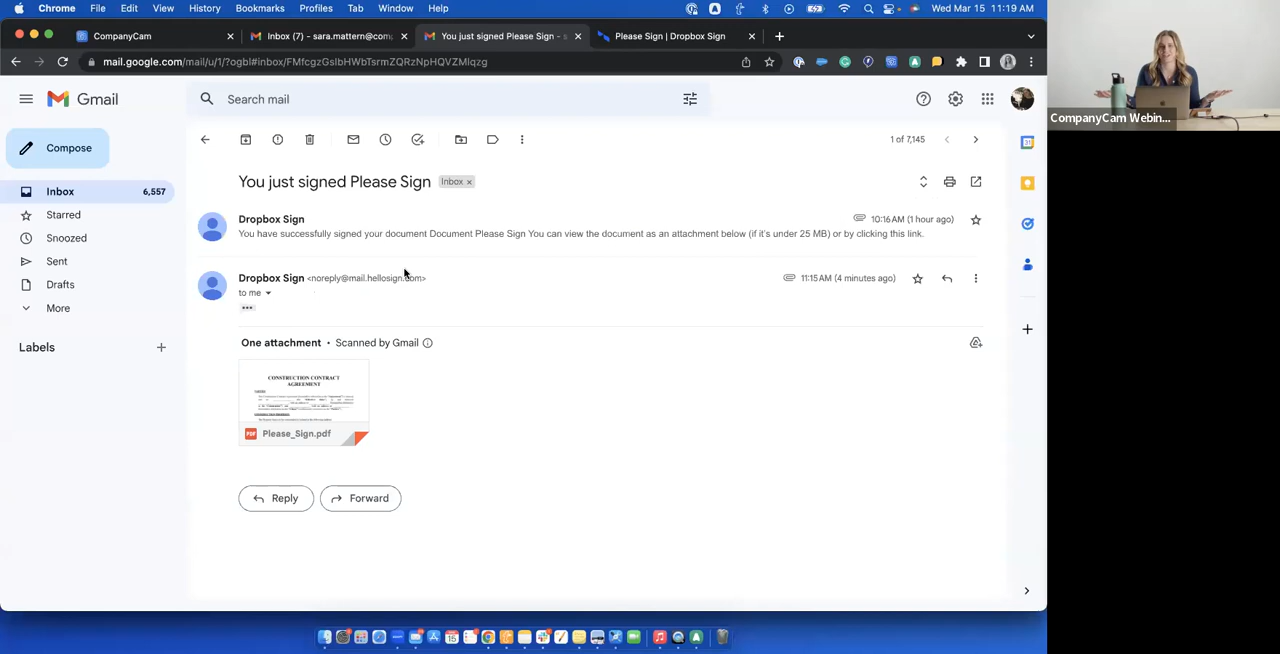 Chrome File Edit View History Bookmarks Profiles Tab Window Help Wed Mar 15 11:19 AM
CompanyCam
Inbox (7) - sara.mattern@comp
You just signed Please Sign - s
Please Sign | Dropbox Sign
mail.google.com/mail/u/1/?ogbl#inbox/FMfcgzGslbHWbTsrmZQRzNpHQVZMlqzg
CompanyCam Webin...
Gmail
Search mail
Compose
1 of 7,145
Inbox 6,557
Starred
Snoozed
Sent
Drafts
More
Labels
You just signed Please Sign Inbox ×
Dropbox Sign 10:16 AM (1 hour ago)
You have successfully signed your document Document Please Sign You can view the document as an attachment below (if it's under 25 MB) or by clicking this link.
Dropbox Sign <noreply@mail.hellosign.com> 11:15 AM (4 minutes ago)
to me
One attachment • Scanned by Gmail
CONSTRUCTION CONTRACT
AGREEMENT
PDF Please_Sign.pdf
Reply Forward